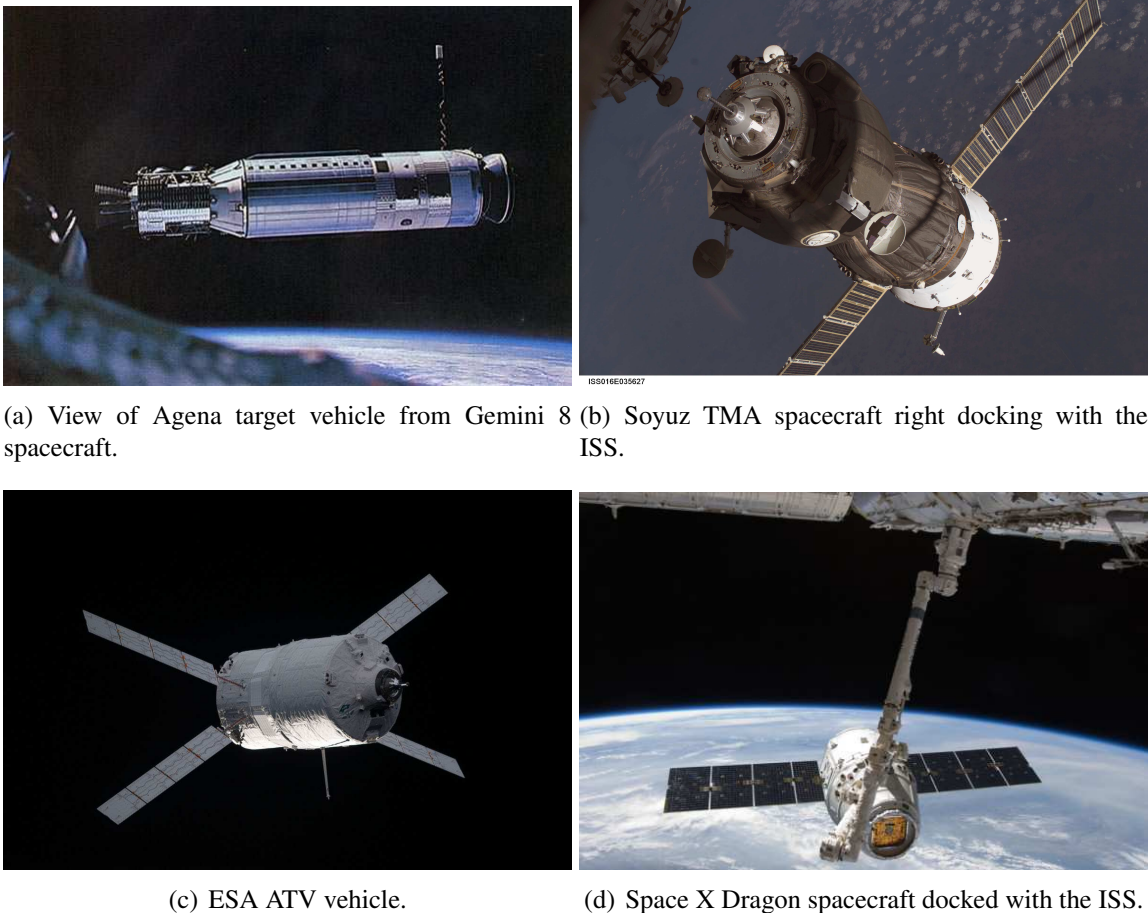 ISS016E035627
(a) View of Agena target vehicle from Gemini 8
spacecraft.
(b) Soyuz TMA spacecraft right docking with the
ISS.
(c) ESA ATV vehicle.
(d) Space X Dragon spacecraft docked with the ISS.